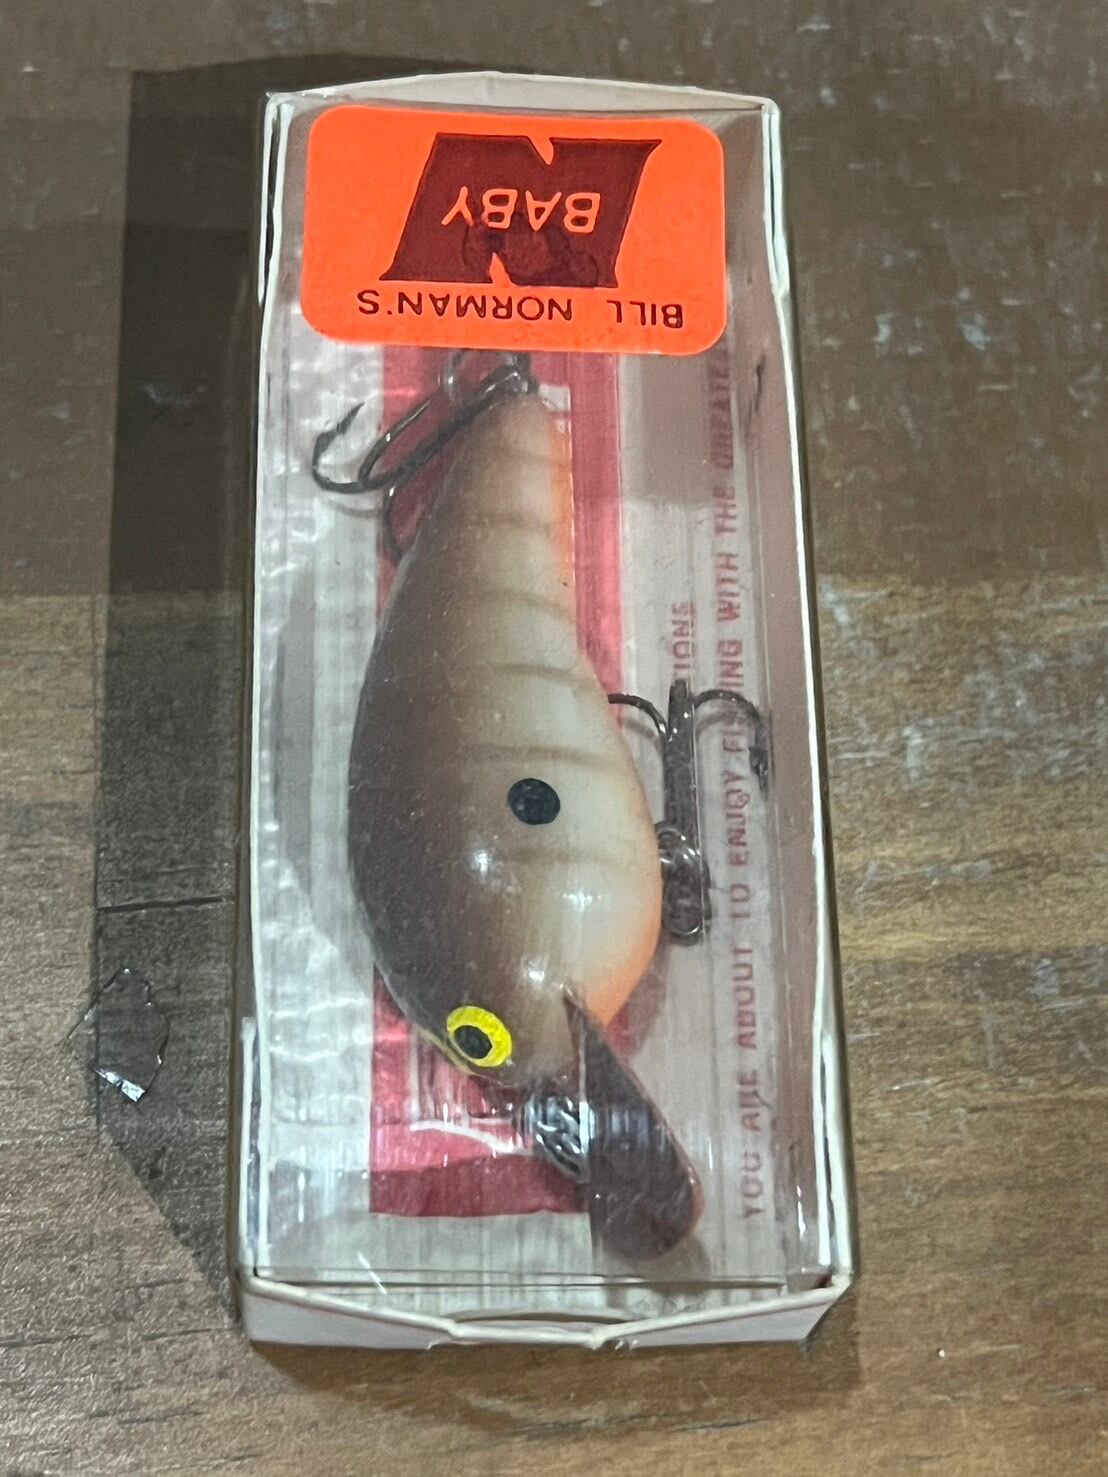 BILL NORMAN'S
N
BABY
YOU ARE ABOUT TO ENJOY FISHING WITH THE